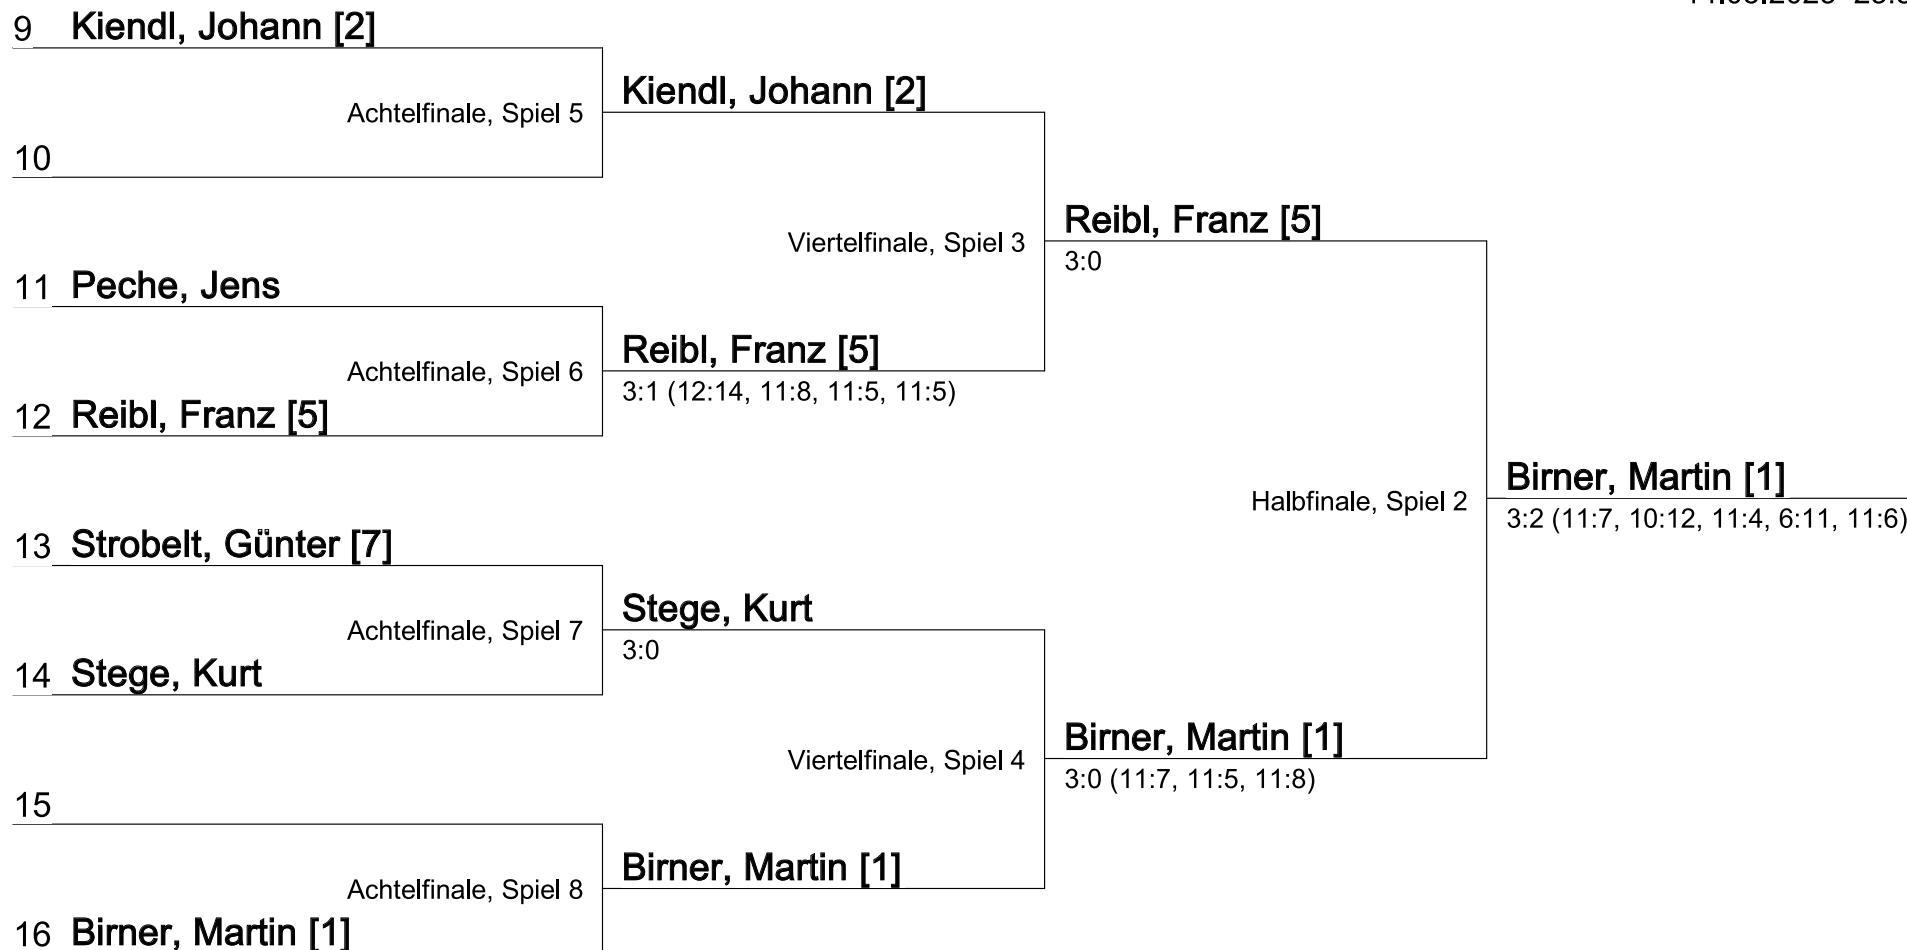 9 Kiendl, Johann [2]
Kiendl, Johann [2]
Achtelfinale, Spiel 5
10
Reibl, Franz [5]
Viertelfinale, Spiel 3
3:0
11 Peche, Jens
Reibl, Franz [5]
Achtelfinale, Spiel 6
3:1 (12:14, 11:8, 11:5, 11:5)
12 Reibl, Franz [5]
Birner, Martin [1]
Halbfinale, Spiel 2
3:2 (11:7, 10:12, 11:4, 6:11, 11:6)
13 Strobelt, Günter [7]
Stege, Kurt
Achtelfinale, Spiel 7
3:0
14 Stege, Kurt
Birner, Martin [1]
Viertelfinale, Spiel 4
3:0 (11:7, 11:5, 11:8)
15
Birner, Martin [1]
Achtelfinale, Spiel 8
16 Birner, Martin [1]